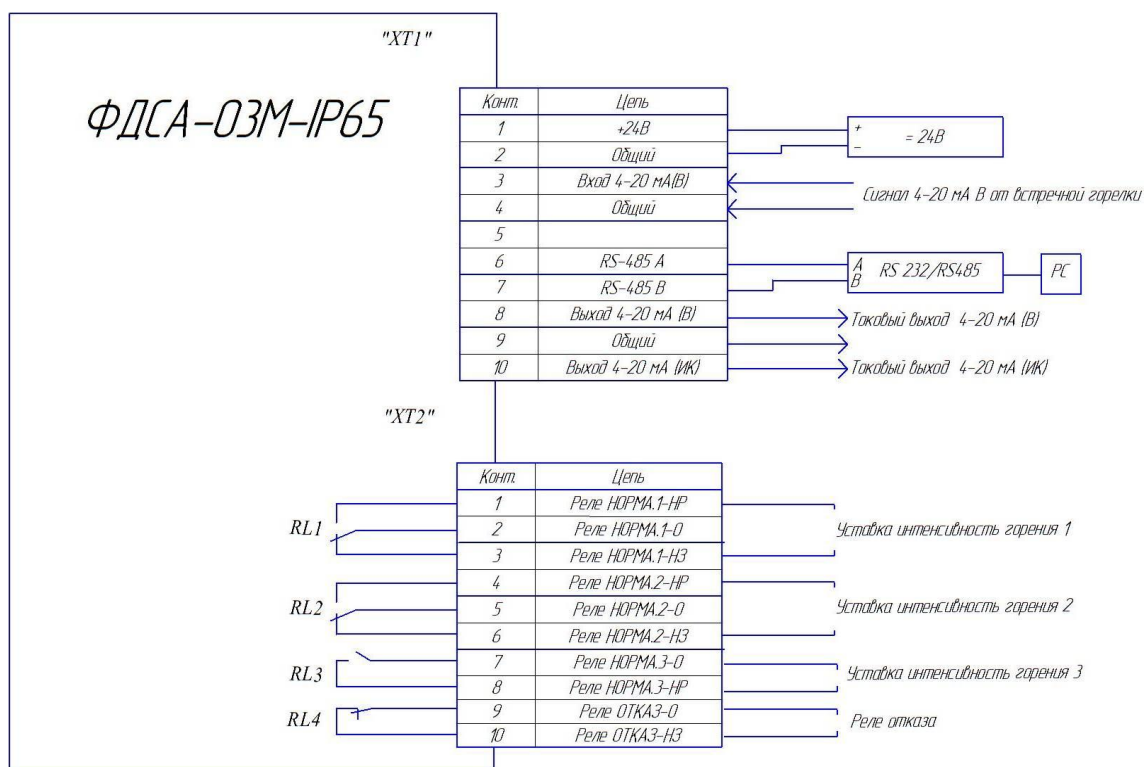 "XT1"
ФДСА-03М-IP65
Конт. Цепь
1 +24В
+ = 24В
2 Общий
–
3 Вход 4-20 мА(В)
Сигнал 4-20 мА В от встречной горелки
4 Общий
5
6 RS-485 A
A RS 232/RS485 PC
7 RS-485 B
B
8 Выход 4-20 мА (В)
Токовый выход 4-20 мА (В)
9 Общий
10 Выход 4-20 мА (ИК)
Токовый выход 4-20 мА (ИК)
"XT2"
Конт. Цепь
1 Реле НОРМА.1-НР
RL1
2 Реле НОРМА.1-О
Уставка интенсивность горения 1
3 Реле НОРМА.1-НЗ
4 Реле НОРМА.2-НР
RL2
5 Реле НОРМА.2-О
Уставка интенсивность горения 2
6 Реле НОРМА.2-НЗ
7 Реле НОРМА.3-О
RL3
Уставка интенсивность горения 3
8 Реле НОРМА.3-НР
9 Реле ОТКАЗ-О
RL4
Реле отказа
10 Реле ОТКАЗ-НЗ